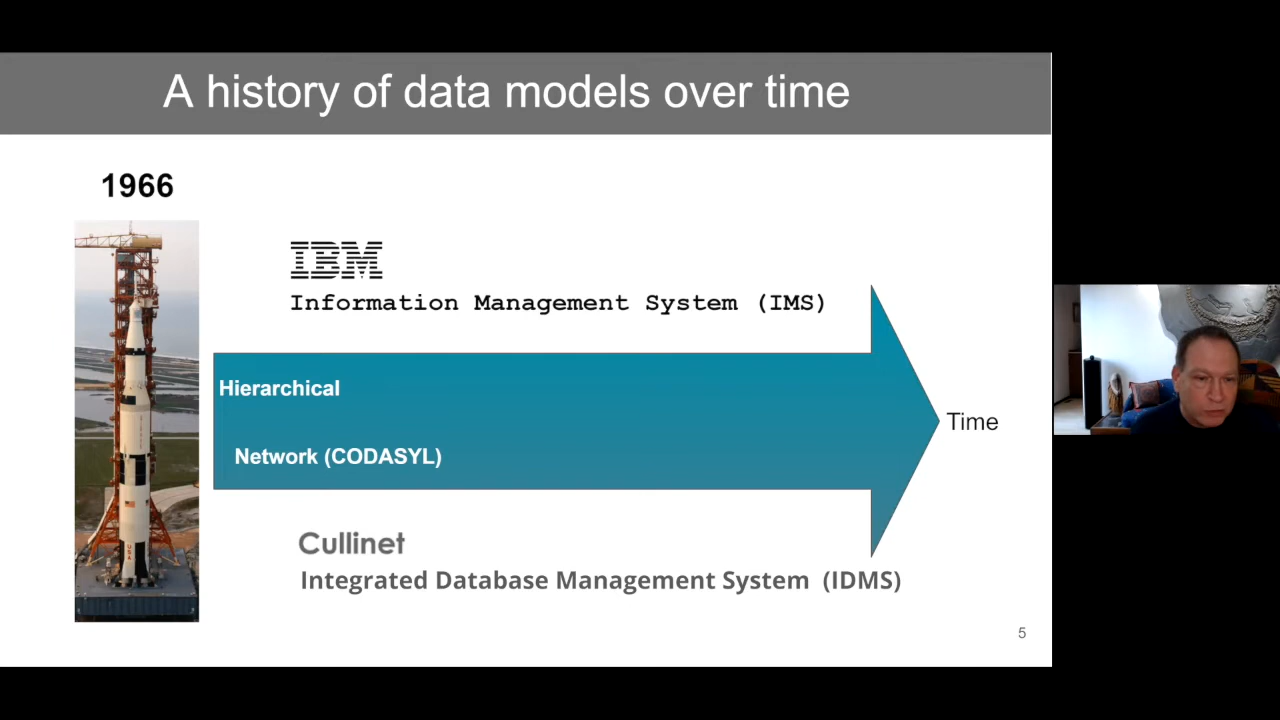 A history of data models over time
1966
IBM
Information Management System (IMS)
Hierarchical
Network (CODASYL)
Time
Cullinet
Integrated Database Management System (IDMS)
5